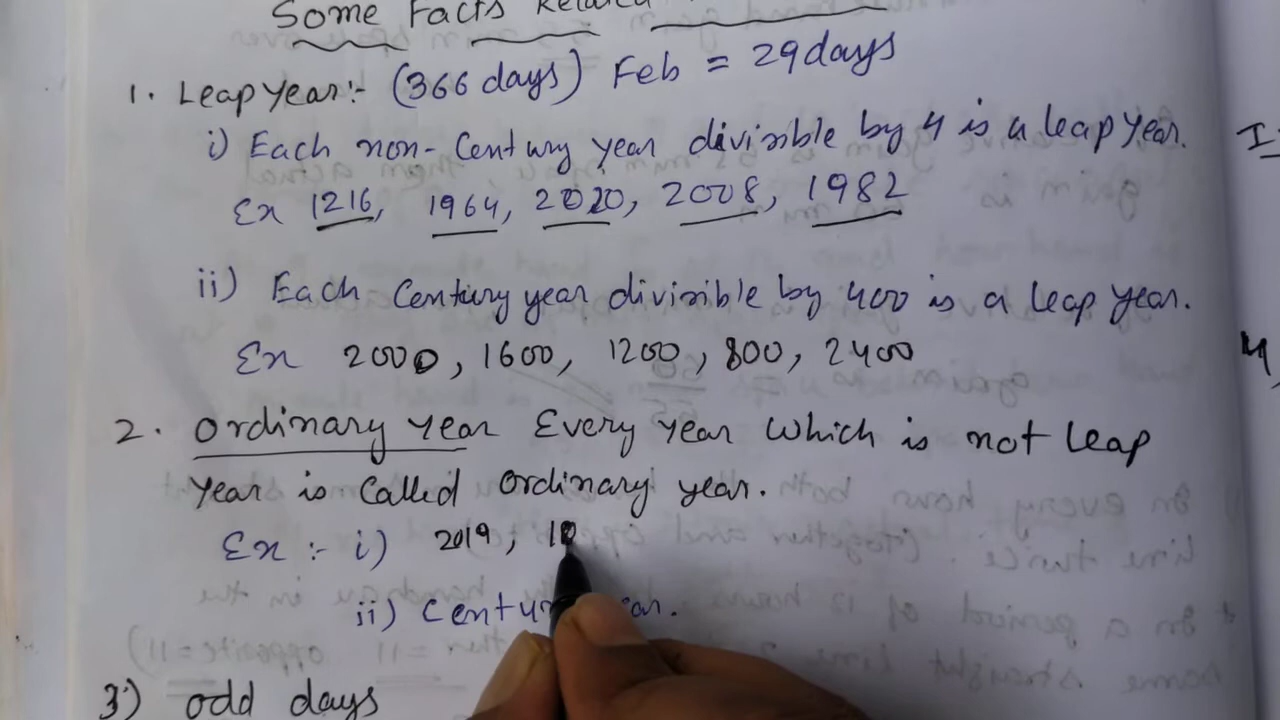 Some Facts Related
1. Leap Year:- (366 days) Feb = 29 days
i) Each non-Century year divisible by 4 is a leap year.
Ex 1216, 1964, 2020, 2008, 1982
ii) Each Century year divisible by 400 is a leap year.
Ex 2000, 1600, 1200, 800, 2400
2. Ordinary Year Every year which is not leap
year is called ordinary year.
Ex :- i) 2019,
ii)
3) odd days